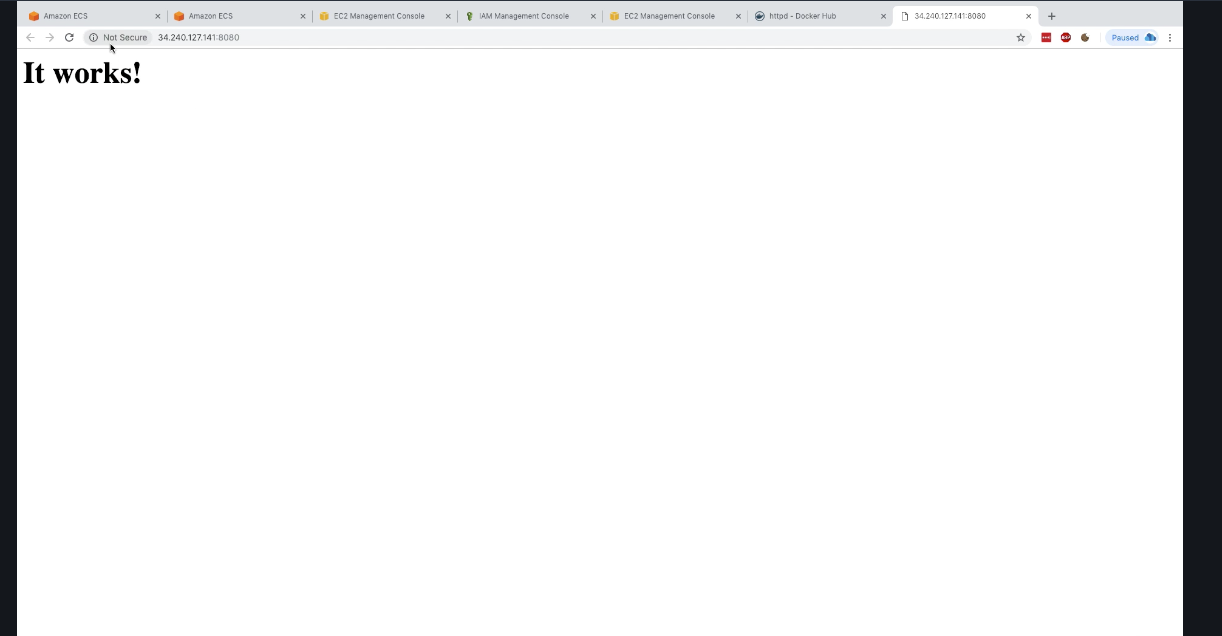 Amazon ECS
Amazon ECS
EC2 Management Console
IAM Management Console
EC2 Management Console
httpd - Docker Hub
34.240.127.141:8080
Not Secure
34.240.127.141:8080
Paused
It works!